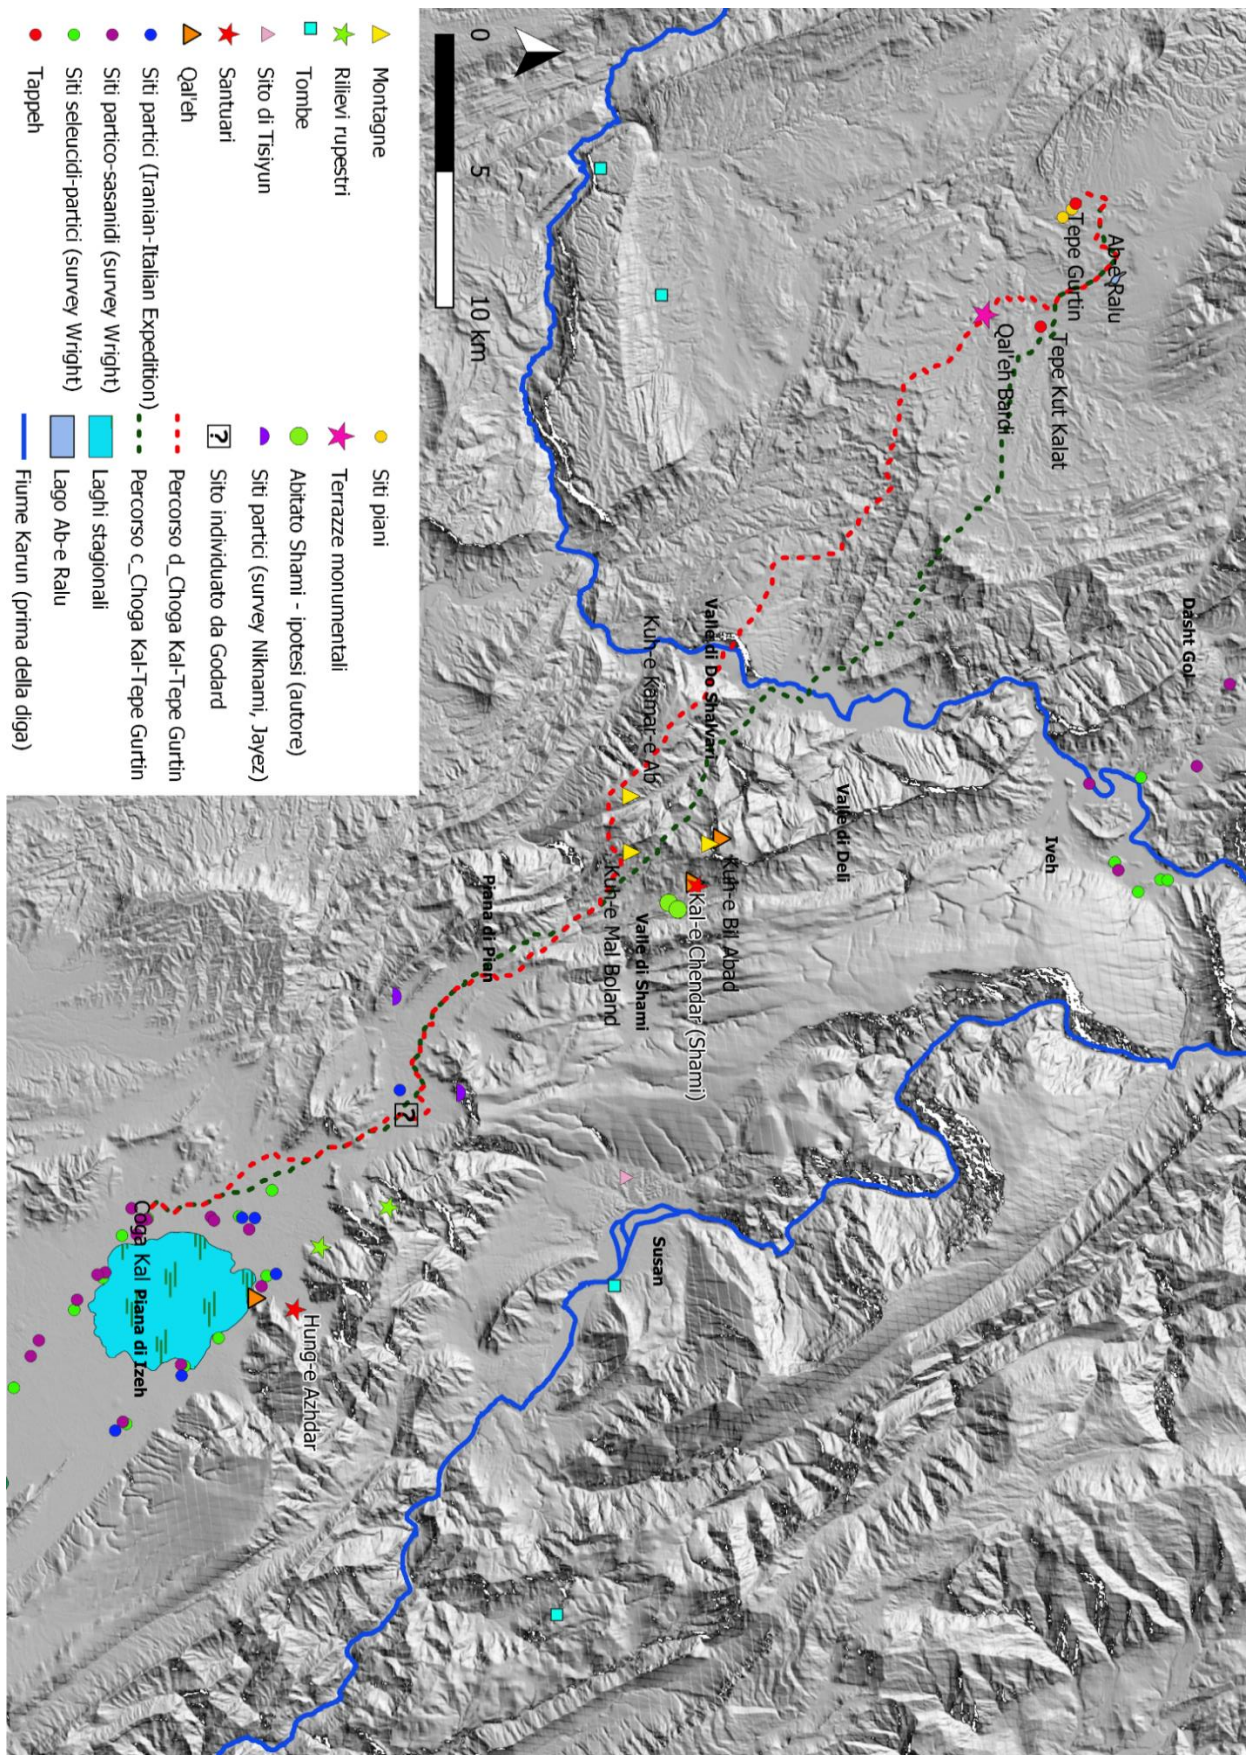 Dasht Gol
Iveh
Ab-e Ralu
Tepe Gurtin
Tepe Kut Kalat
Qal'eh Bardi
Valle di Deli
Valle di Do Shalvari
Kuh-e Kamar-e Ab
Kuh-e Bil Abad
Kal-e Chendar (Shami)
Valle di Shami
Kuh-e Mal Boland
Susan
Piana di Pian
?
Hung-e Azhdar
Coga Kal
Piana di Izeh
0 5 10 km
Montagne
Rilievi rupestri
Tombe
Sito di Tisiyun
Santuari
Qal'eh
Siti partici (Iranian-Italian Expedition)
Siti partico-sasanidi (survey Wright)
Siti seleucidi-partici (survey Wright)
Tappeh
Siti piani
Terrazze monumentali
Abitato Shami - ipotesi (autore)
Siti partici (survey Niknami, Jayez)
? Sito individuato da Godard
Percorso d_Choga Kal-Tepe Gurtin
Percorso c_Choga Kal-Tepe Gurtin
Laghi stagionali
Lago Ab-e Ralu
Fiume Karun (prima della diga)